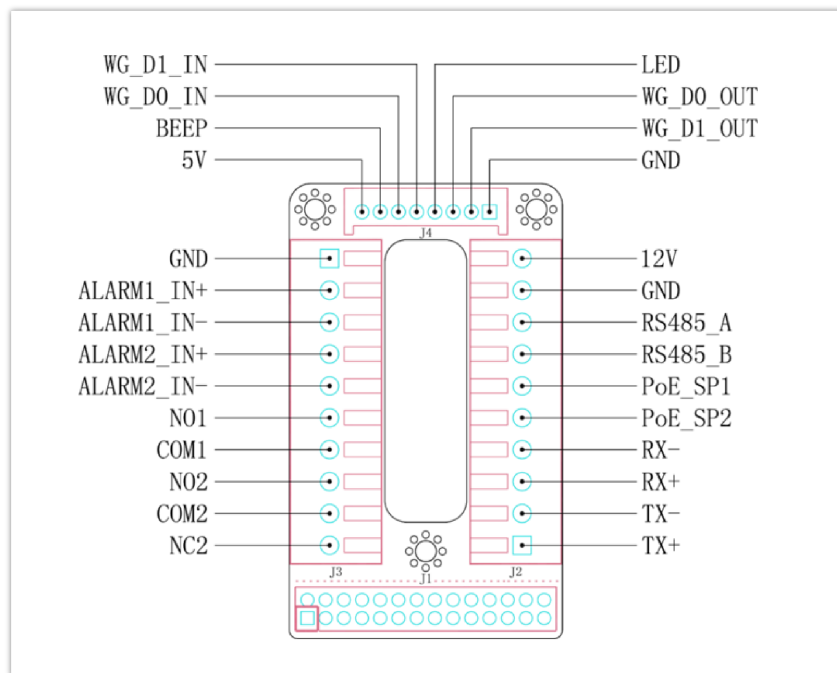 WG_D1_IN
WG_D0_IN
BEEP
5V
LED
WG_D0_OUT
WG_D1_OUT
GND
J4
GND
ALARM1_IN+
ALARM1_IN-
ALARM2_IN+
ALARM2_IN-
NO1
COM1
NO2
COM2
NC2
12V
GND
RS485_A
RS485_B
PoE_SP1
PoE_SP2
RX-
RX+
TX-
TX+
J3
J1
J2